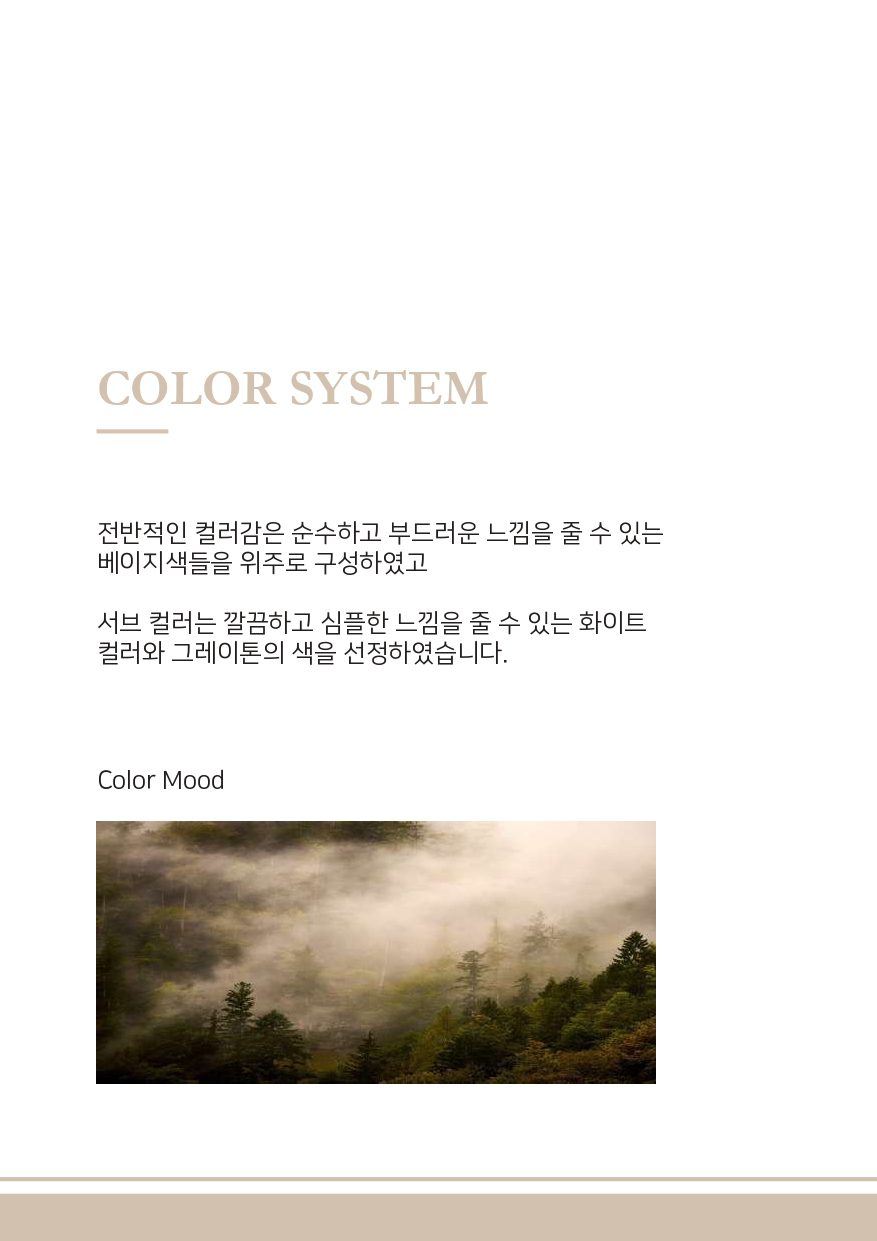 COLOR SYSTEM
전반적인 컬러감은 순수하고 부드러운 느낌을 줄 수 있는
베이지색들을 위주로 구성하였고
서브 컬러는 깔끔하고 심플한 느낌을 줄 수 있는 화이트
컬러와 그레이톤의 색을 선정하였습니다.
Color Mood